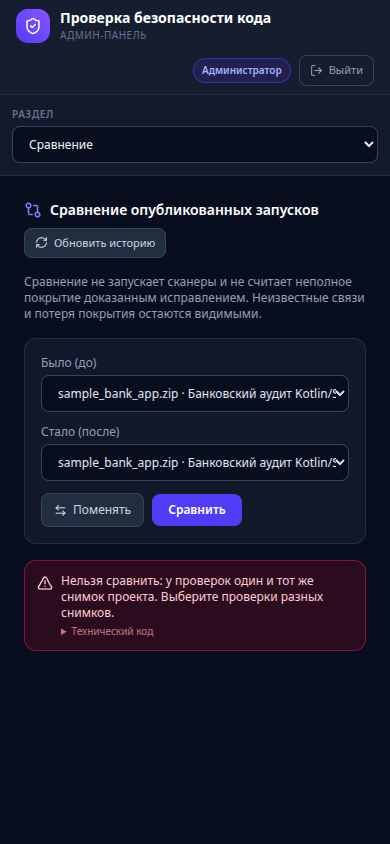 Проверка безопасности кода
АДМИН-ПАНЕЛЬ
Администратор
Выйти
РАЗДЕЛ
Сравнение
Сравнение опубликованных запусков
Обновить историю
Сравнение не запускает сканеры и не считает неполное
покрытие доказанным исправлением. Неизвестные связи
и потеря покрытия остаются видимыми.
Было (до)
sample_bank_app.zip · Банковский аудит Kotlin/
Стало (после)
sample_bank_app.zip · Банковский аудит Kotlin/
Поменять
Сравнить
Нельзя сравнить: у проверок один и тот же
снимок проекта. Выберите проверки разных
снимков.
Технический код